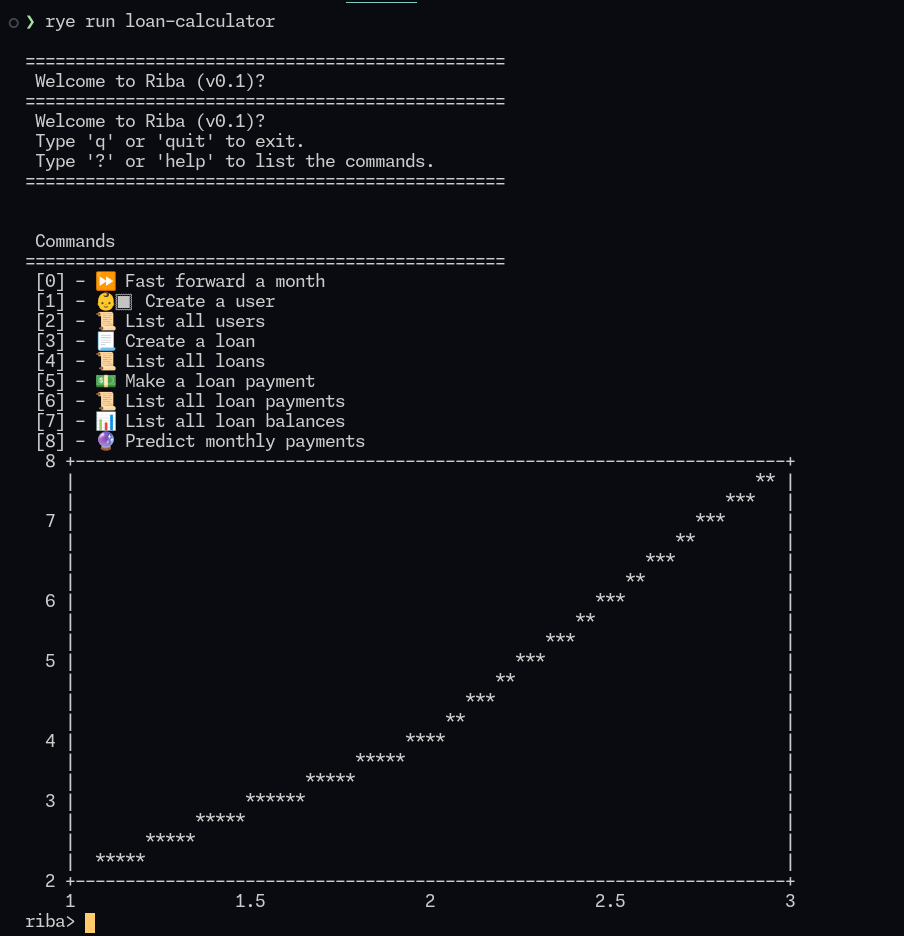 ❯ rye run loan-calculator
================================================
Welcome to Riba (v0.1)?
================================================
Welcome to Riba (v0.1)?
Type 'q' or 'quit' to exit.
Type '?' or 'help' to list the commands.
================================================
Commands
================================================
[0] - ⏩ Fast forward a month
[1] - 👶 Create a user
[2] - 📜 List all users
[3] - 📃 Create a loan
[4] - 📜 List all loans
[5] - 💵 Make a loan payment
[6] - 📜 List all loan payments
[7] - 📊 List all loan balances
[8] - 🔮 Predict monthly payments
8
7
6
5
4
3
2
1 1.5 2 2.5 3
riba>